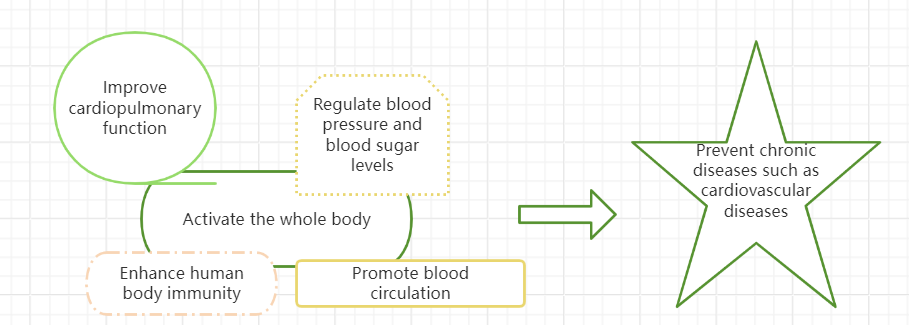 Improve
cardiopulmonary
function
Regulate blood
pressure and
blood sugar
levels
Activate the whole body
Enhance human
body immunity
Promote blood
circulation
Prevent chronic
diseases such as
cardiovascular
diseases